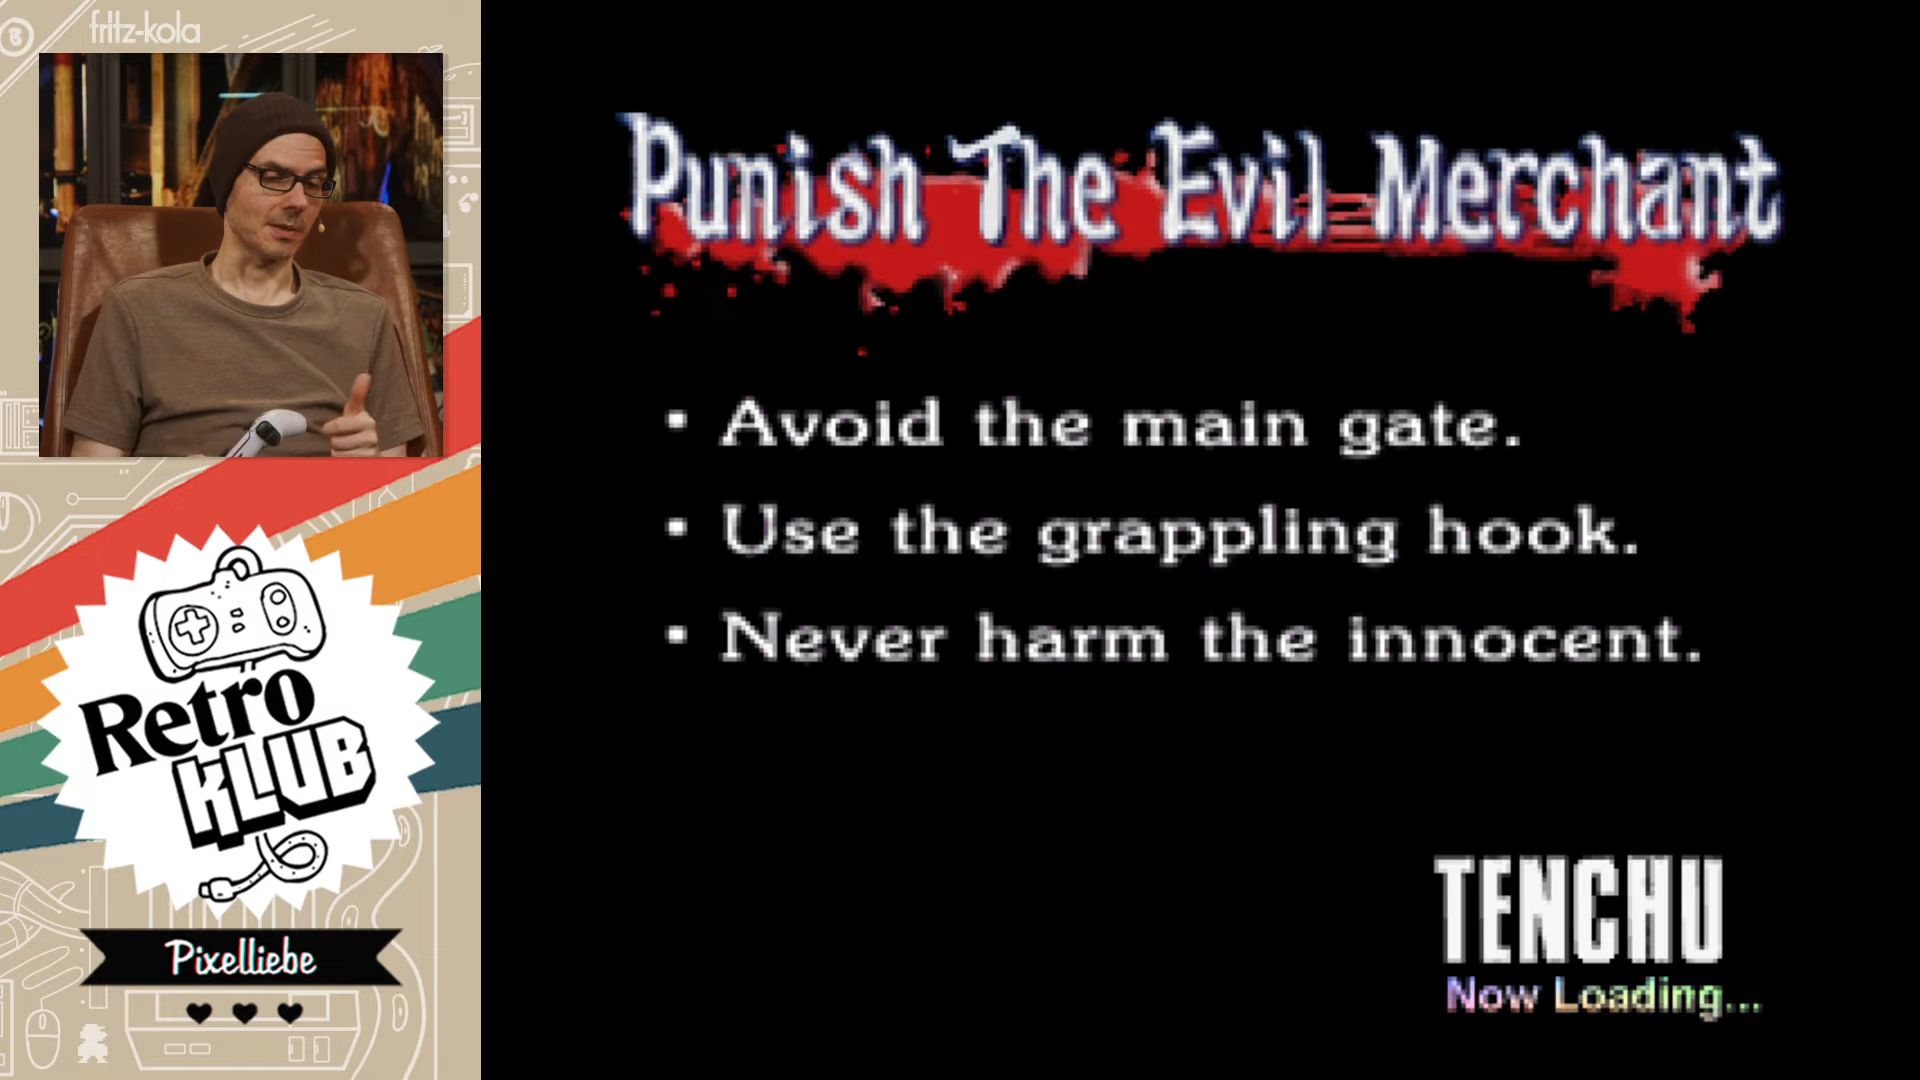 fritz-kola
Retro
KLUB
Pixelliebe
Punish The Evil Merchant
• Avoid the main gate.
• Use the grappling hook.
• Never harm the innocent.
TENCHU
Now Loading...